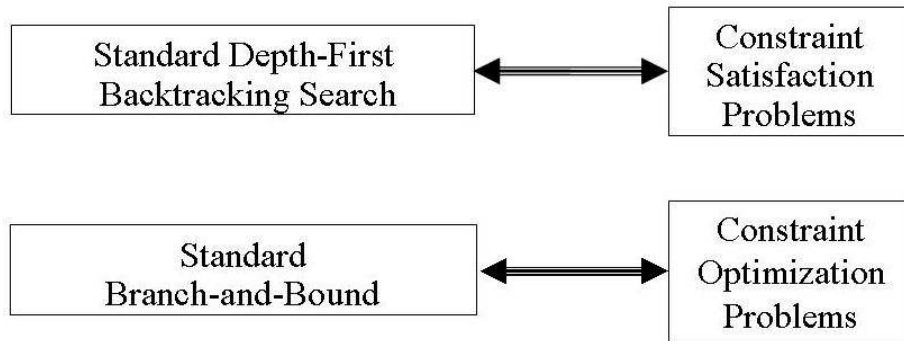 Standard Depth-First
Backtracking Search
Constraint
Satisfaction
Problems
Standard
Branch-and-Bound
Constraint
Optimization
Problems